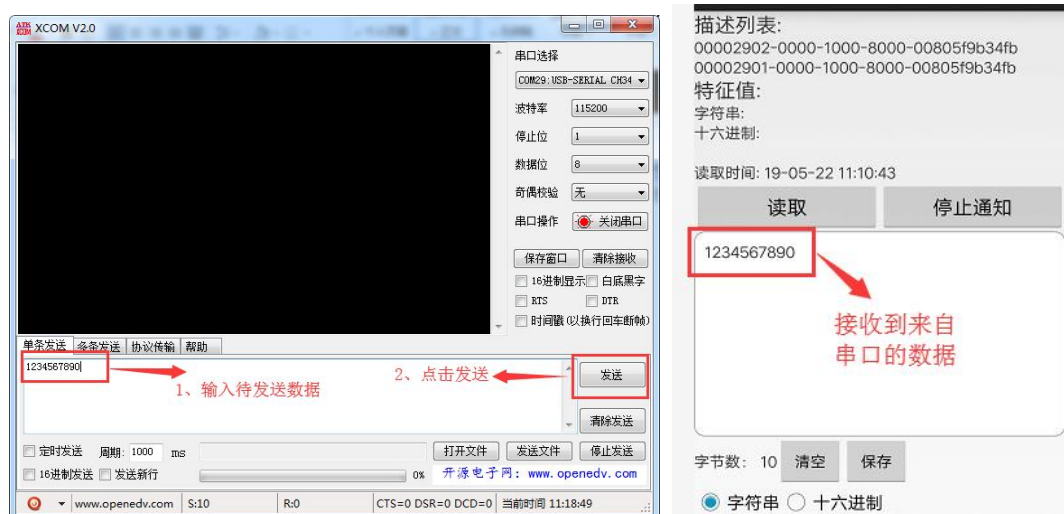 XCOM V2.0
串口选择
COM29:USB-SERIAL CH34
波特率 115200
停止位 1
数据位 8
奇偶校验 无
串口操作 关闭串口
保存窗口 清除接收
16进制显示 白底黑字
RTS DTR
时间戳(以换行回车断帧)
单条发送 多条发送 协议传输 帮助
1234567890
1、输入待发送数据
2、点击发送
发送
清除发送
定时发送 周期: 1000 ms
打开文件 发送文件 停止发送
16进制发送 发送新行
0% 开源电子网: www.openedv.com
www.openedv.com S:10 R:0 CTS=0 DSR=0 DCD=0 当前时间 11:18:49
描述列表:
00002902-0000-1000-8000-00805f9b34fb
00002901-0000-1000-8000-00805f9b34fb
特征值:
字符串:
十六进制:
读取时间: 19-05-22 11:10:43
读取 停止通知
1234567890
接收到来自
串口的数据
字节数: 10 清空 保存
字符串 十六进制